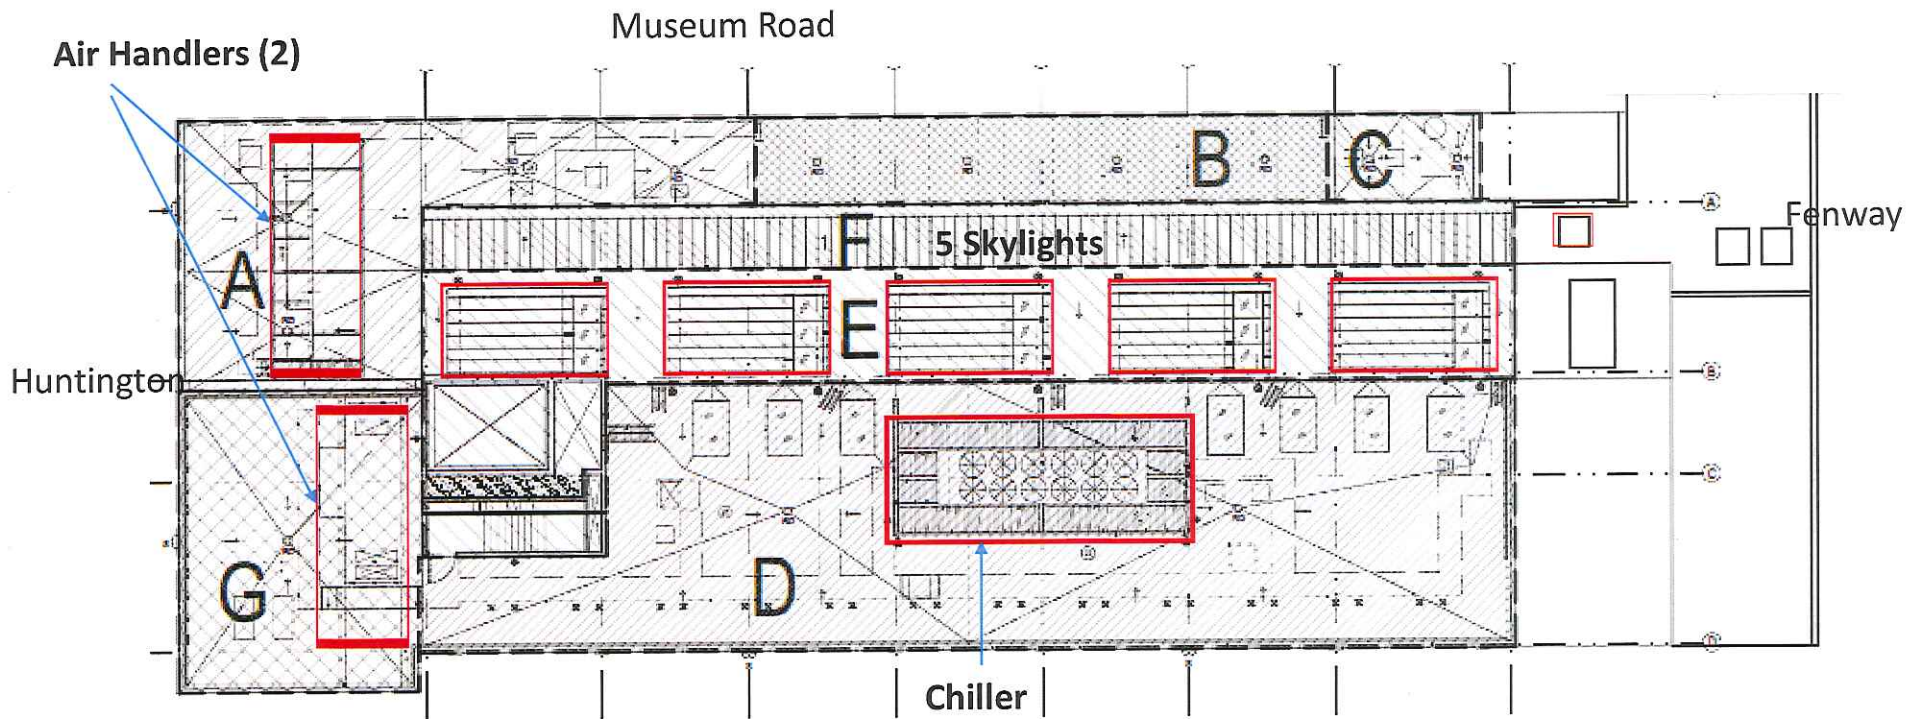 Museum Road
Air Handlers (2)
B
C
A
Fenway
F
5 Skylights
A
E
B
Huntington
C
G
D
D
Chiller